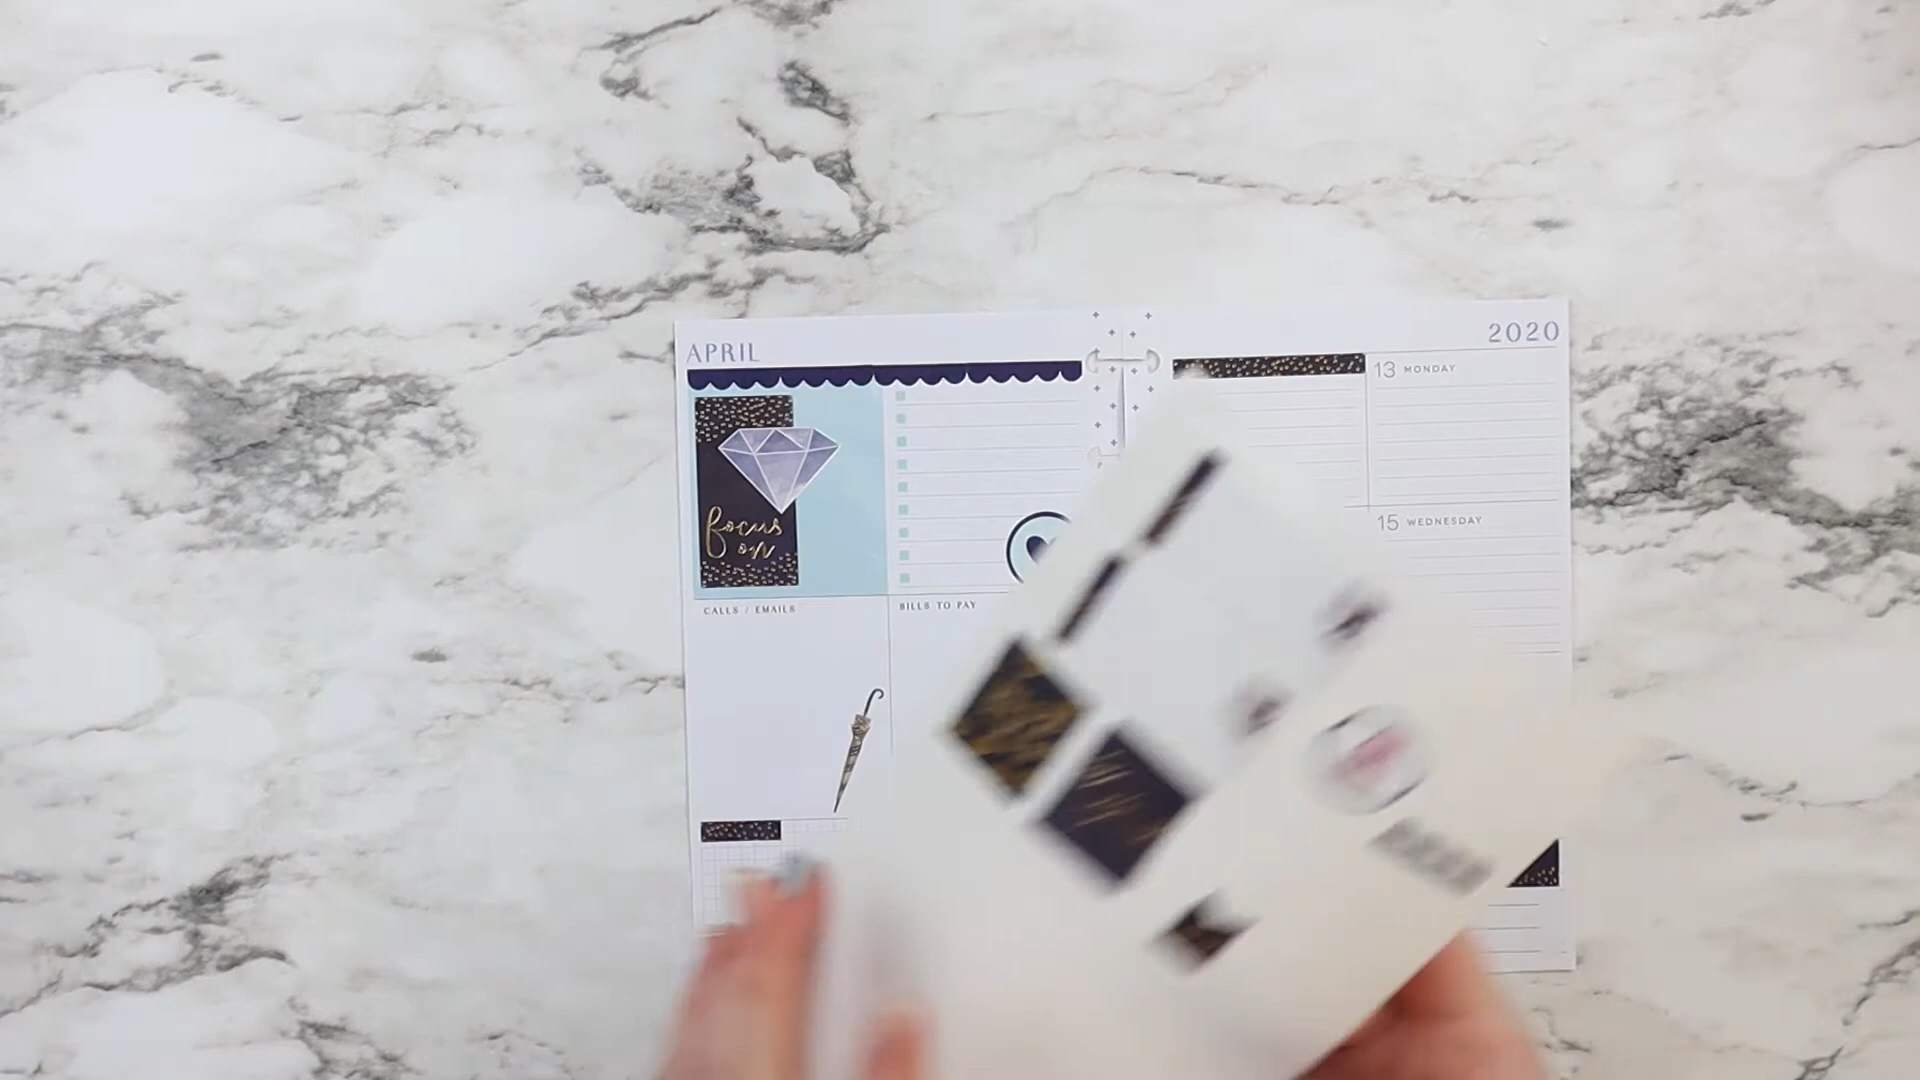 APRIL
2020
13 MONDAY
focus
on
15 WEDNESDAY
CALLS / EMAILS
BILLS TO PAY